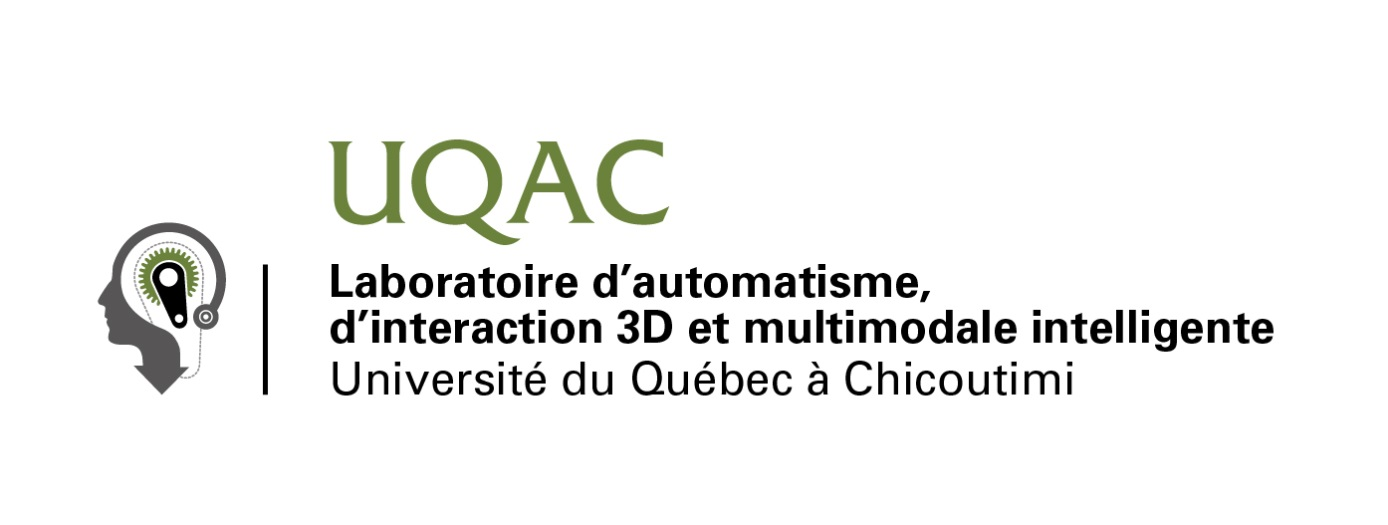 UQAC
Laboratoire d’automatisme,
d’interaction 3D et multimodale intelligente
Université du Québec à Chicoutimi